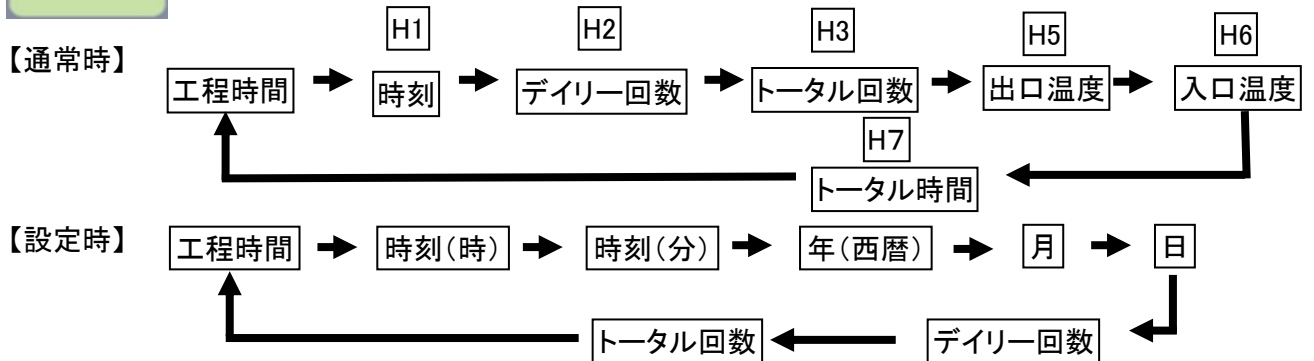 H1 H2 H3 H5 H6
【通常時】
工程時間 時刻 デイリー回数 トータル回数 出口温度 入口温度
H7
トータル時間
【設定時】
工程時間 時刻(時) 時刻(分) 年(西暦) 月 日
トータル回数 デイリー回数